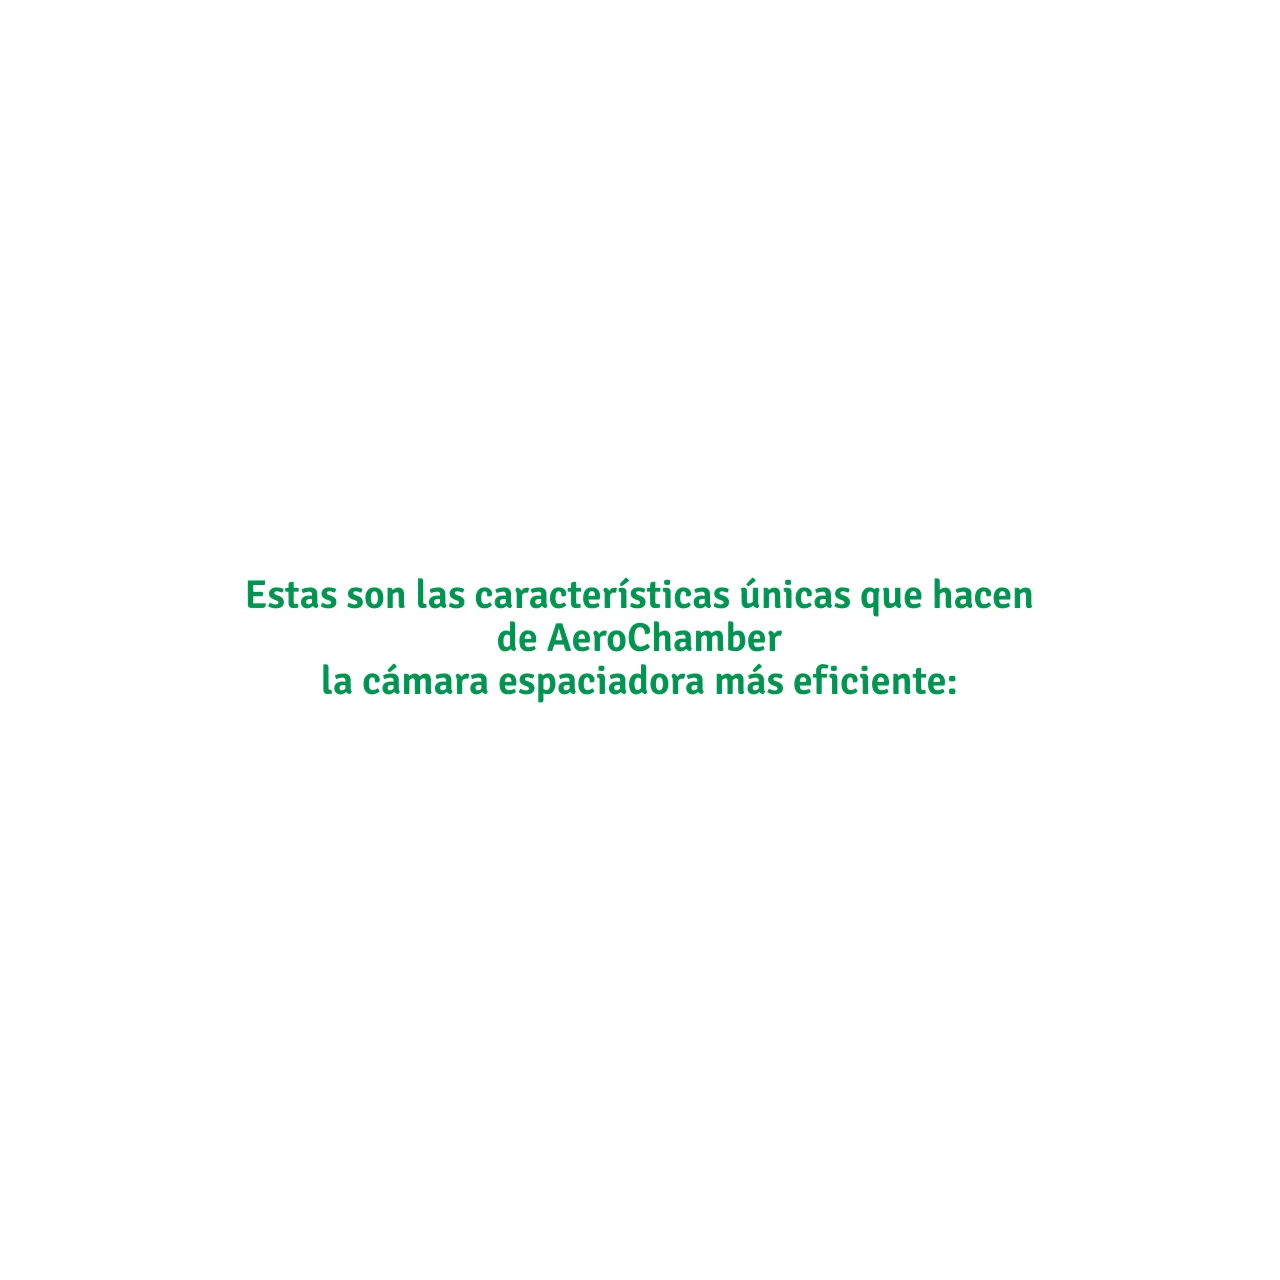 Estas son las características únicas que hacen
de AeroChamber
la cámara espaciadora más eficiente: